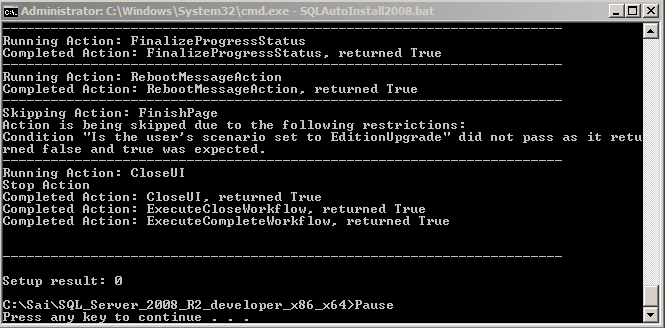 Administrator: C:\Windows\System32\cmd.exe - SQLAutoInstall2008.bat
--------------------------------------------------------------
Running Action: FinalizeProgressStatus
Completed Action: FinalizeProgressStatus, returned True
--------------------------------------------------------------
Running Action: RebootMessageAction
Completed Action: RebootMessageAction, returned True
--------------------------------------------------------------
Skipping Action: FinishPage
Action is being skipped due to the following restrictions:
Condition "Is the user's scenario set to EditionUpgrade" did not pass as it retu
rned false and true was expected.
--------------------------------------------------------------
Running Action: CloseUI
Stop Action
Completed Action: CloseUI, returned True
Completed Action: ExecuteCloseWorkflow, returned True
Completed Action: ExecuteCompleteWorkflow, returned True
--------------------------------------------------------------
Setup result: 0
C:\Sai\SQL_Server_2008_R2_developer_x86_x64>Pause
Press any key to continue . . .